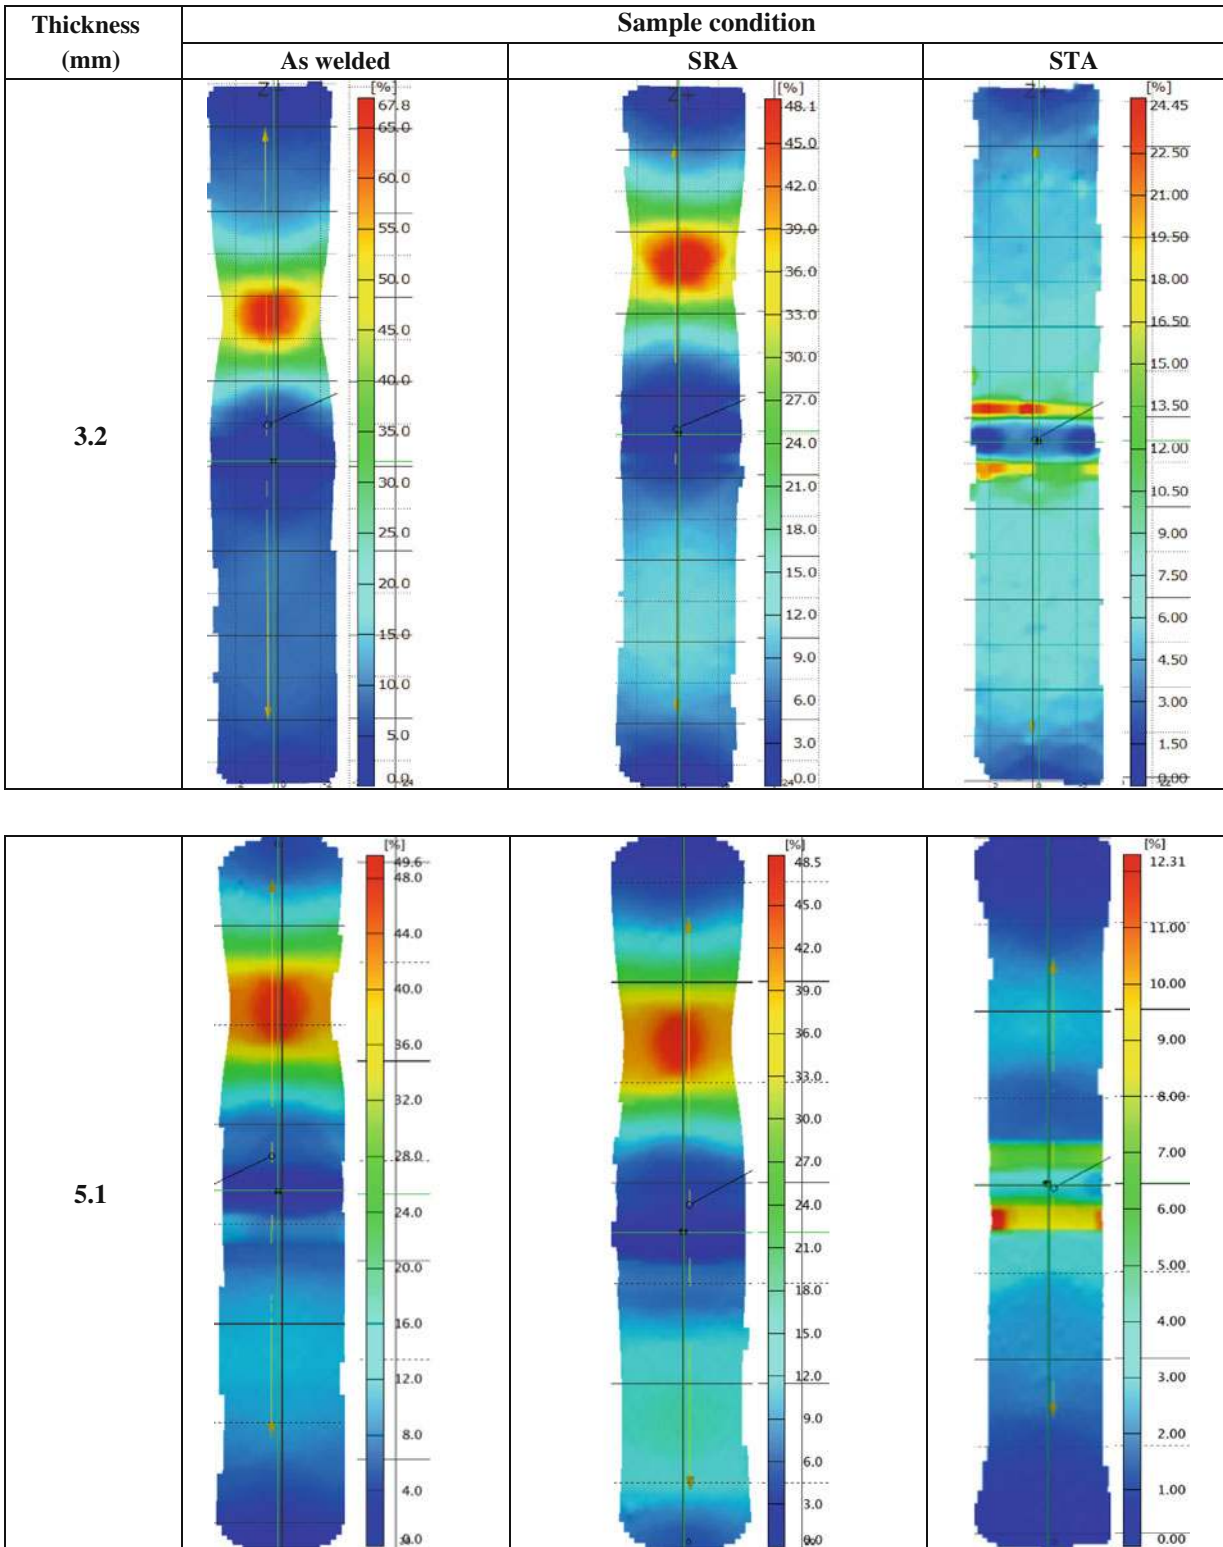 Thickness (mm) Sample condition
As welded SRA STA
3.2
[%] [%] [%]
67.8 48.1 24.45
65.0 45.0 22.50
60.0 42.0 21.00
55.0 39.0 19.50
50.0 36.0 18.00
45.0 33.0 16.50
40.0 30.0 15.00
35.0 27.0 13.50
30.0 24.0 12.00
25.0 21.0 10.50
20.0 18.0 9.00
15.0 15.0 7.50
10.0 12.0 6.00
5.0 9.0 4.50
0.0 6.0 3.00
3.0 1.50
0.0 0.00
5.1
[%] [%] [%]
49.6 48.5 12.31
48.0 45.0 11.00
44.0 42.0 10.00
40.0 39.0 9.00
36.0 36.0 8.00
32.0 33.0 7.00
28.0 30.0 6.00
24.0 27.0 5.00
20.0 24.0 4.00
16.0 21.0 3.00
12.0 18.0 2.00
8.0 15.0 1.00
4.0 12.0 0.00
0.0 9.0
6.0
3.0
0.0